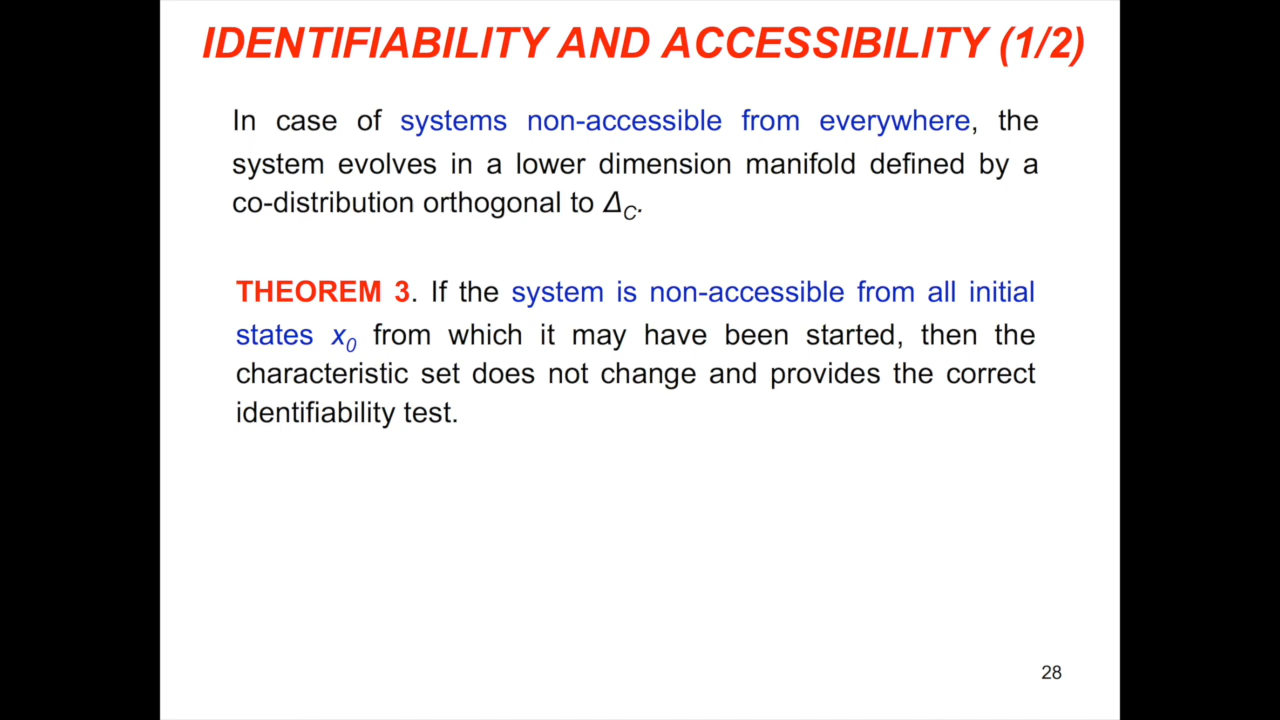 IDENTIFIABILITY AND ACCESSIBILITY (1/2)
In case of systems non-accessible from everywhere, the
system evolves in a lower dimension manifold defined by a
co-distribution orthogonal to ΔC.
THEOREM 3. If the system is non-accessible from all initial
states x0 from which it may have been started, then the
characteristic set does not change and provides the correct
identifiability test.
28